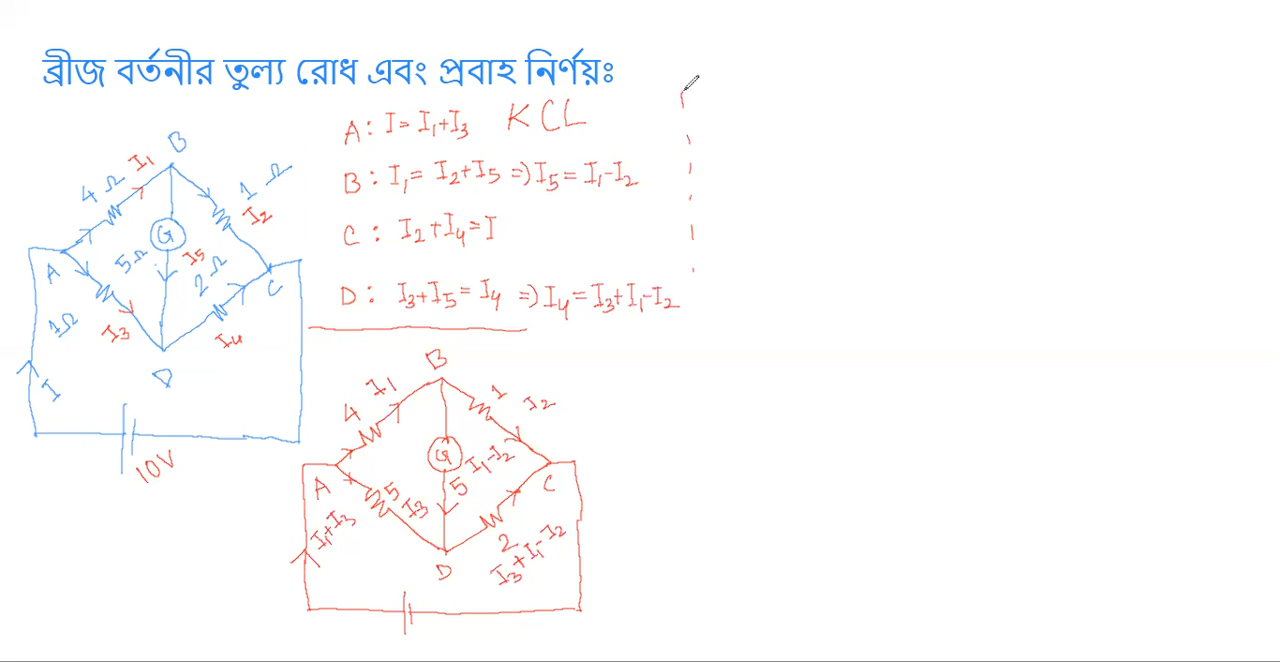 ব্রীজ বর্তনীর তুল্য রোধ এবং প্রবাহ নির্ণয়ঃ
A: I = I₁+I₃ KCL
B: I₁ = I₂+I₅ ⇒ I₅ = I₁-I₂
C: I₂+I₄ = I
D: I₃+I₅ = I₄ ⇒ I₄ = I₃+I₁-I₂
B
4 Ω I₁
1 Ω
I₂
G
A 5Ω I₅
2 Ω C
1Ω I₃ I₄
D
I
10V
B
4 I₁
1 I₂
G
I₁-I₂
A 5 I₃ 5 C
I₁+I₃
2
I₃+I₁-I₂
D